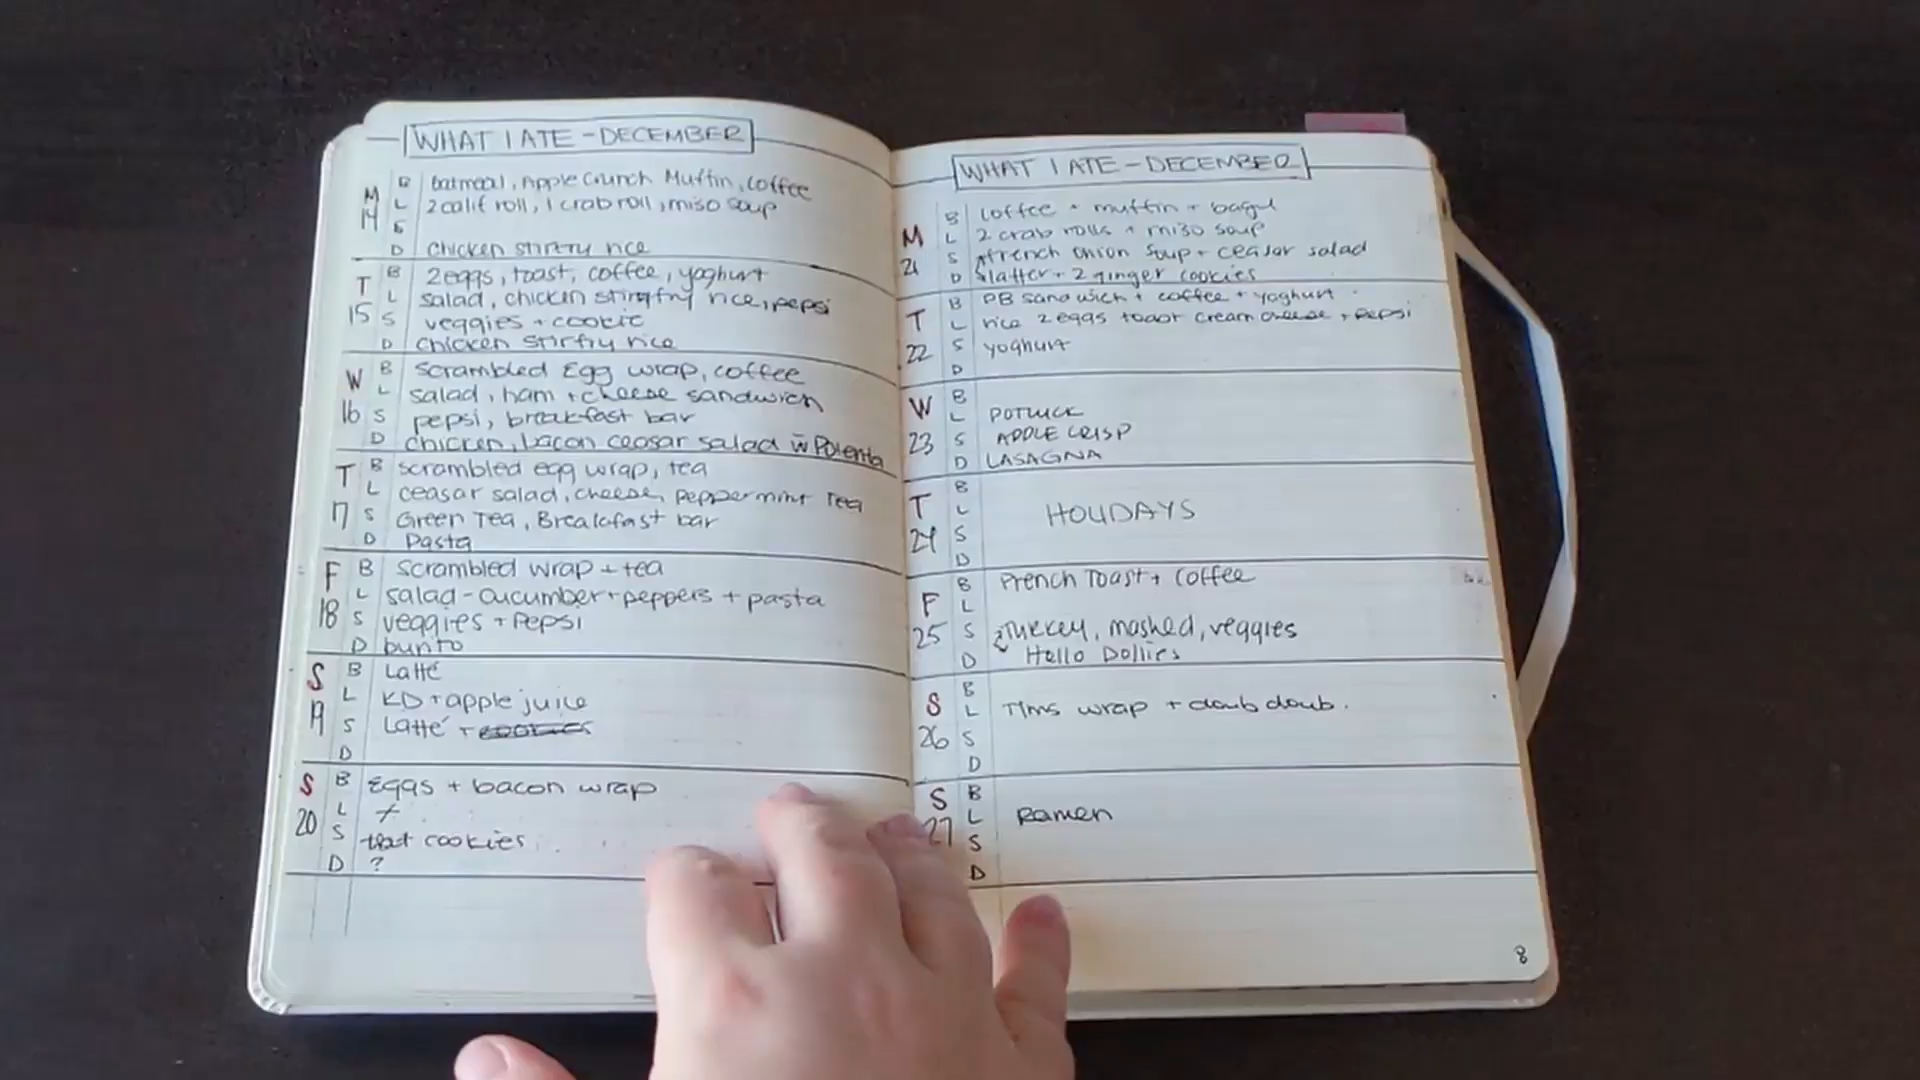 WHAT I ATE - DECEMBER
M 14
B Oatmeal, Apple Crunch Muffin, coffee
L 2 calif roll, 1 crab roll, miso soup
S
D chicken stirfry rice
T 15
B 2 eggs, toast, coffee, yoghurt
L salad, chicken stirfry rice, pepsi
S veggies + cookie
D chicken stirfry rice
W 16
B scrambled Egg wrap, coffee
L salad, ham + cheese sandwich
S pepsi, breakfast bar
D chicken, bacon ceasar salad w̄ Polenta
T 17
B scrambled egg wrap, tea
L ceasar salad, cheese, peppermint Tea
S Green Tea, Breakfast bar
D Pasta
F 18
B scrambled wrap + tea
L salad - cucumber + peppers + pasta
S veggies + Pepsi
D burito
S 19
B Latté
L KD + apple juice
S Latté +
D
S 20
B Eggs + bacon wrap
L
S cookies
D ?
WHAT I ATE - DECEMBER
M 21
B coffee + muffin + bagel
L 2 crab rolls + miso soup
S french onion soup + ceasar salad
D 2 ginger cookies
T 22
B PB sandwich + coffee + yoghurt
L rice 2 eggs toast cream cheese + pepsi
S yoghurt
D
W 23
B
L POTLUCK
S APPLE CRISP
D LASAGNA
T 24
B
L
HOLIDAYS
S
D
F 25
B French Toast + coffee
L
S Turkey, mashed, veggies
D Hello Dollies
S 26
B
L Tims wrap + doub doub.
S
D
S 27
B
L Ramen
S
D
8